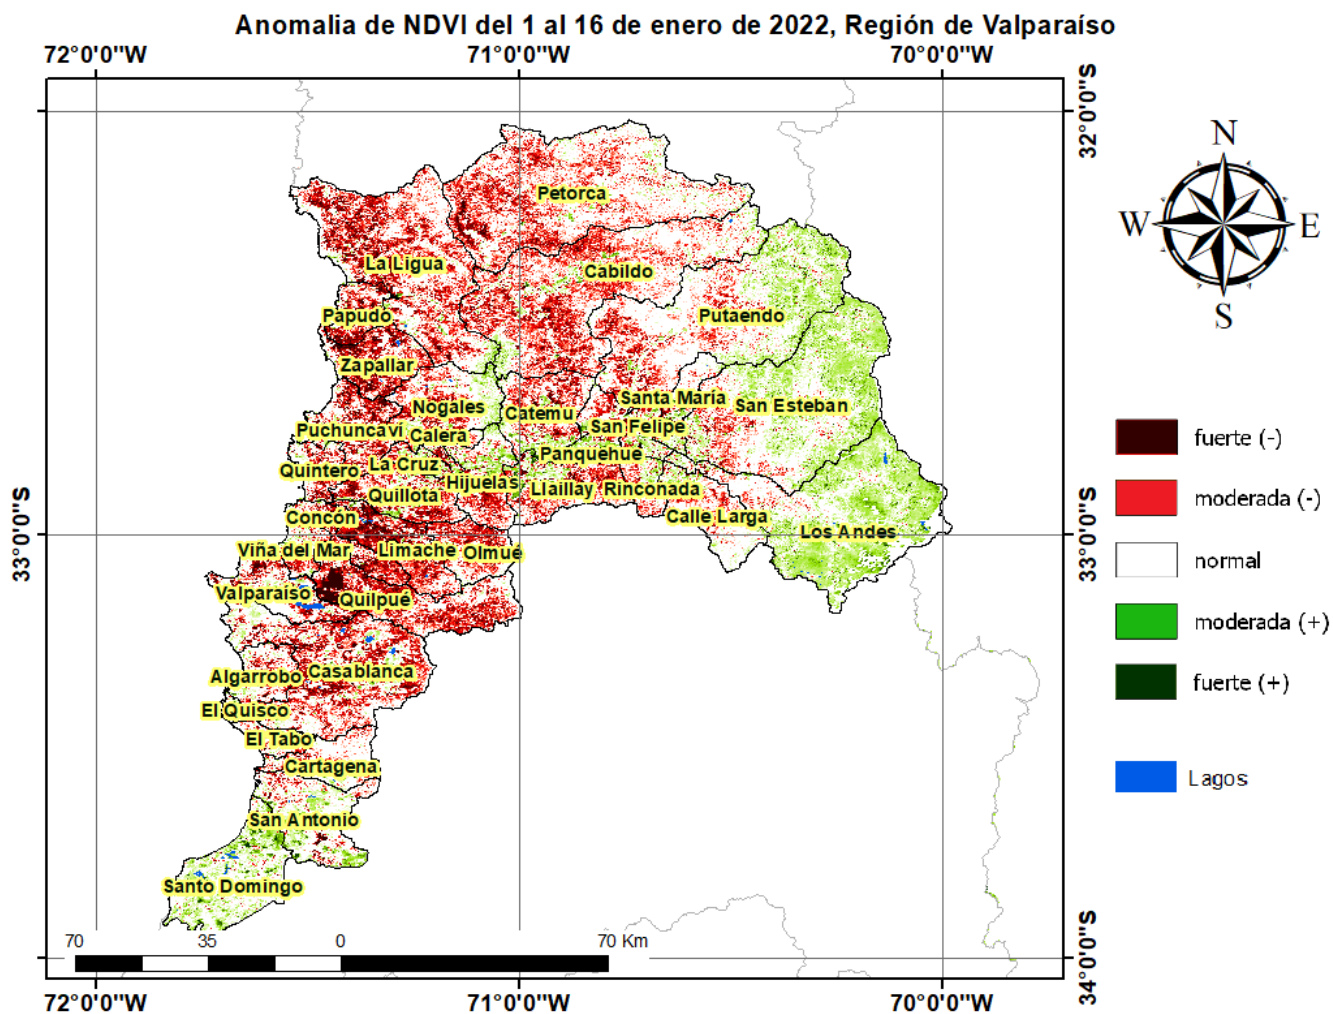 Anomalia de NDVI del 1 al 16 de enero de 2022, Región de Valparaíso
72°0'0"W 71°0'0"W 70°0'0"W
32°0'0"S
N
W E
S
Petorca
La Ligua
Cabildo
Papudo
Putaendo
Zapallar
Santa María
Nogales
San Esteban
Catemu
Puchuncaví
Calera
San Felipe
Panquehue
Quintero
La Cruz
Hijuelas
Quillota
Llaillay
Rinconada
Concón
Calle Larga
Los Andes
33°0'0"S
33°0'0"S
Viña del Mar
Limache
Olmué
Valparaíso
Quilpué
Algarrobo
Casablanca
El Quisco
El Tabo
Cartagena
San Antonio
Santo Domingo
fuerte (-)
moderada (-)
normal
moderada (+)
fuerte (+)
Lagos
70 35 0 70 Km
34°0'0"S
72°0'0"W 71°0'0"W 70°0'0"W